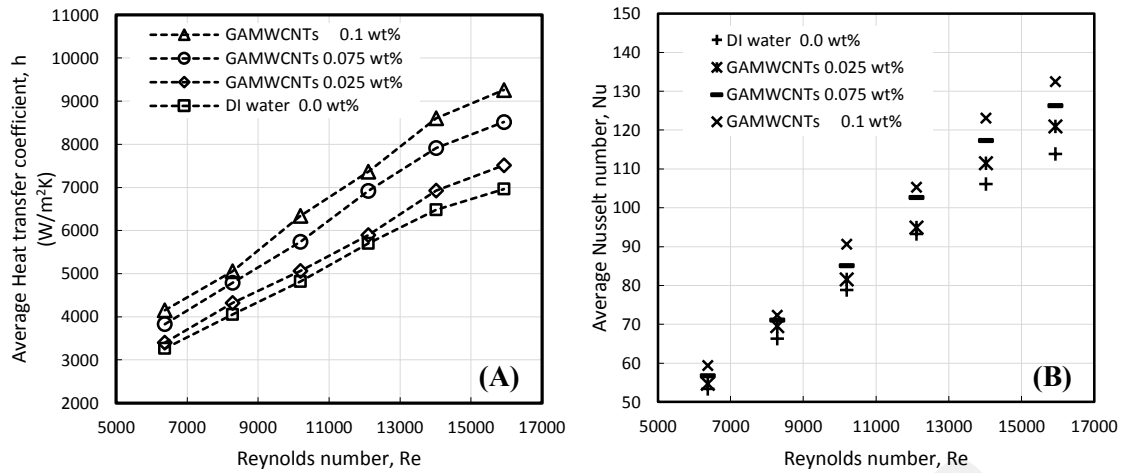 11000
10000
9000
8000
7000
6000
5000
4000
3000
2000
Average Heat transfer coefficient, h
(W/m²K)
GAMWCNTs 0.1 wt%
GAMWCNTs 0.075 wt%
GAMWCNTs 0.025 wt%
DI water 0.0 wt%
(A)
5000 7000 9000 11000 13000 15000 17000
Reynolds number, Re
150
140
130
120
110
100
90
80
70
60
50
Average Nusselt number, Nu
DI water 0.0 wt%
GAMWCNTs 0.025 wt%
GAMWCNTs 0.075 wt%
GAMWCNTs 0.1 wt%
(B)
5000 7000 9000 11000 13000 15000 17000
Reynolds number, Re